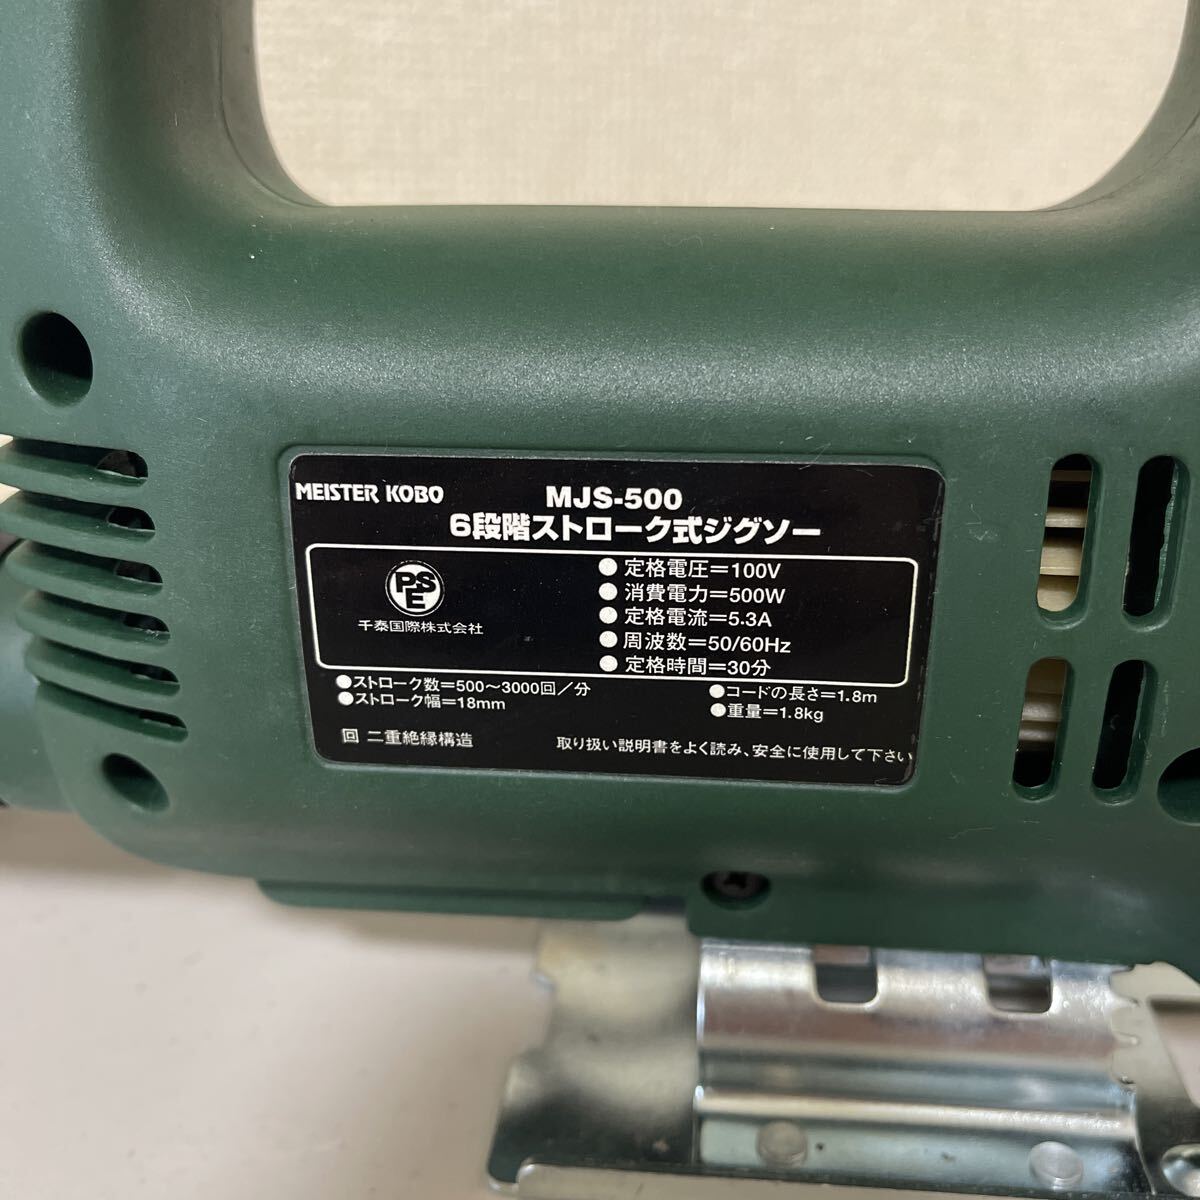 MEISTER KOBO
MJS-500
6段階ストローク式ジグソー
PSE
千泰国際株式会社
●定格電圧＝100V
●消費電力＝500W
●定格電流＝5.3A
●周波数＝50/60Hz
●定格時間＝30分
●ストローク数＝500〜3000回／分
●ストローク幅＝18mm
●コードの長さ＝1.8m
●重量＝1.8kg
回 二重絶縁構造
取り扱い説明書をよく読み、安全に使用して下さい